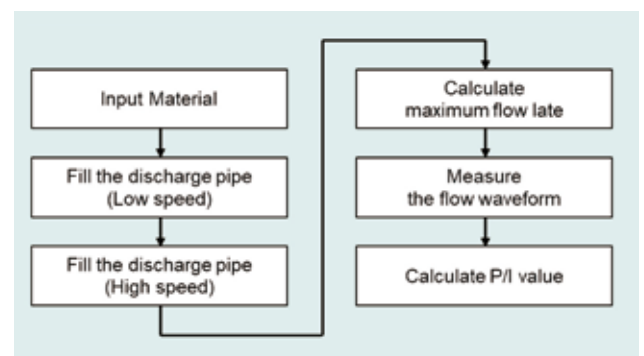 Input Material
Fill the discharge pipe
(Low speed)
Fill the discharge pipe
(High speed)
Calculate
maximum flow late
Measure
the flow waveform
Calculate P/I value